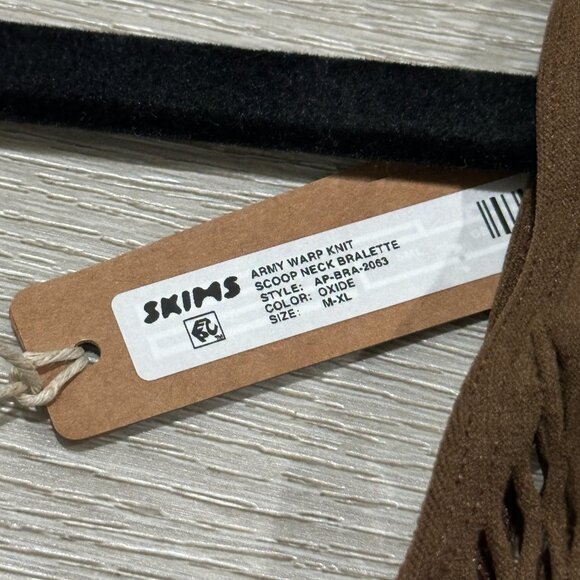 SKIMS
ARMY WARP KNIT
SCOOP NECK BRALETTE
STYLE: AP-BRA-2063
COLOR: OXIDE
SIZE: M-XL